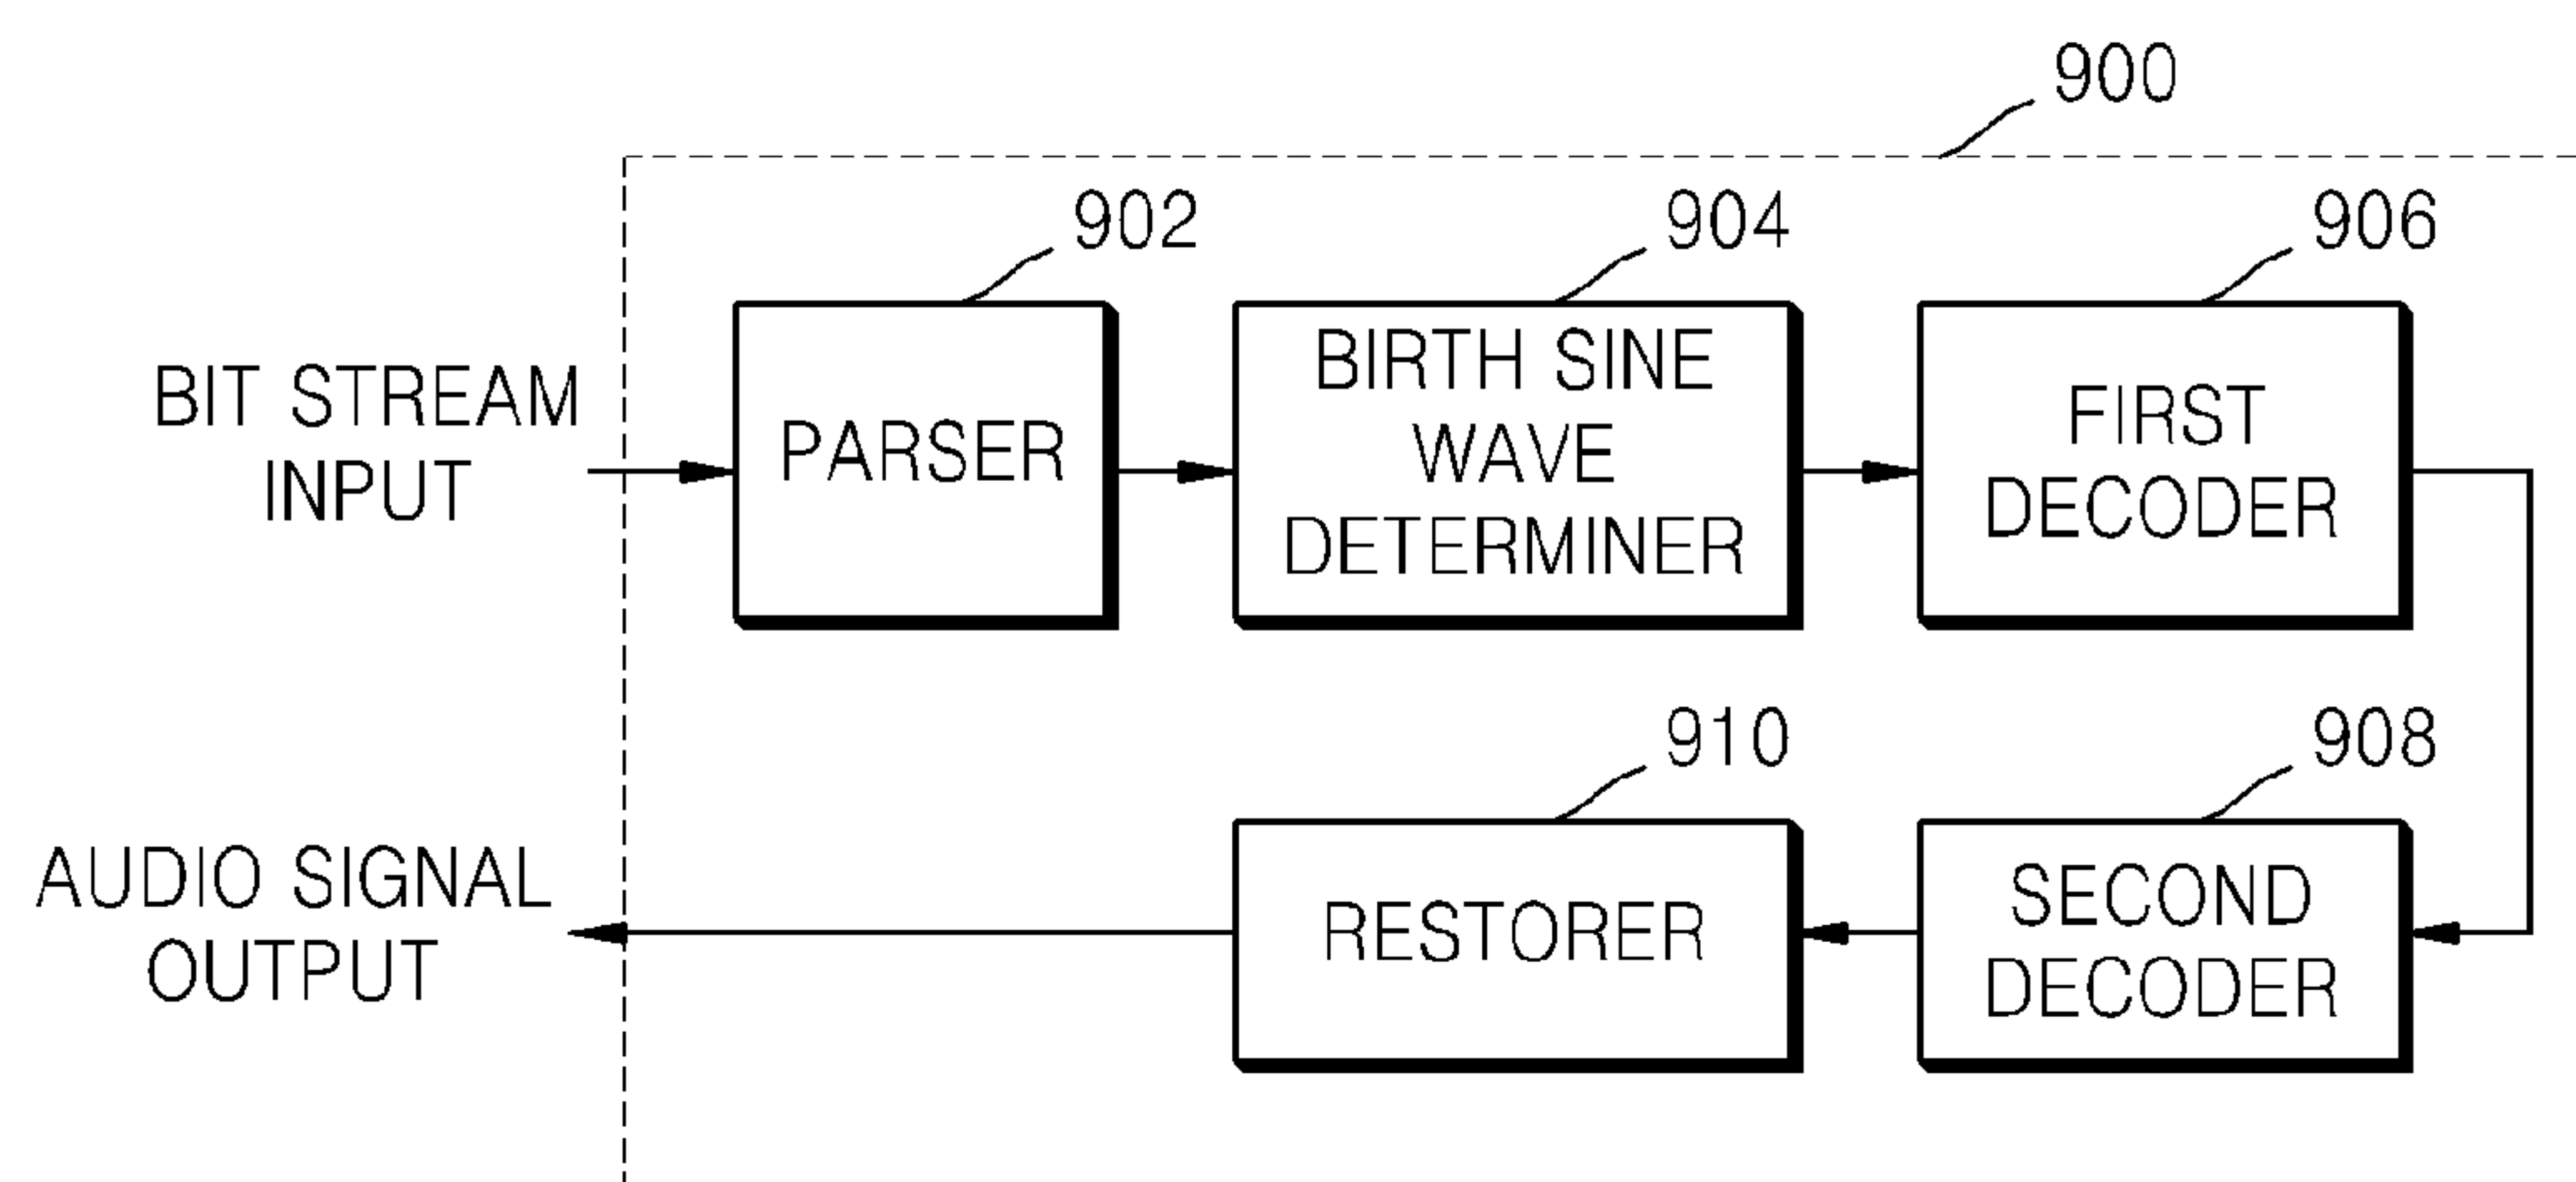 900
902
904
906
BIT STREAM
INPUT
PARSER
BIRTH SINE
WAVE
DETERMINER
FIRST
DECODER
910
908
AUDIO SIGNAL
OUTPUT
RESTORER
SECOND
DECODER